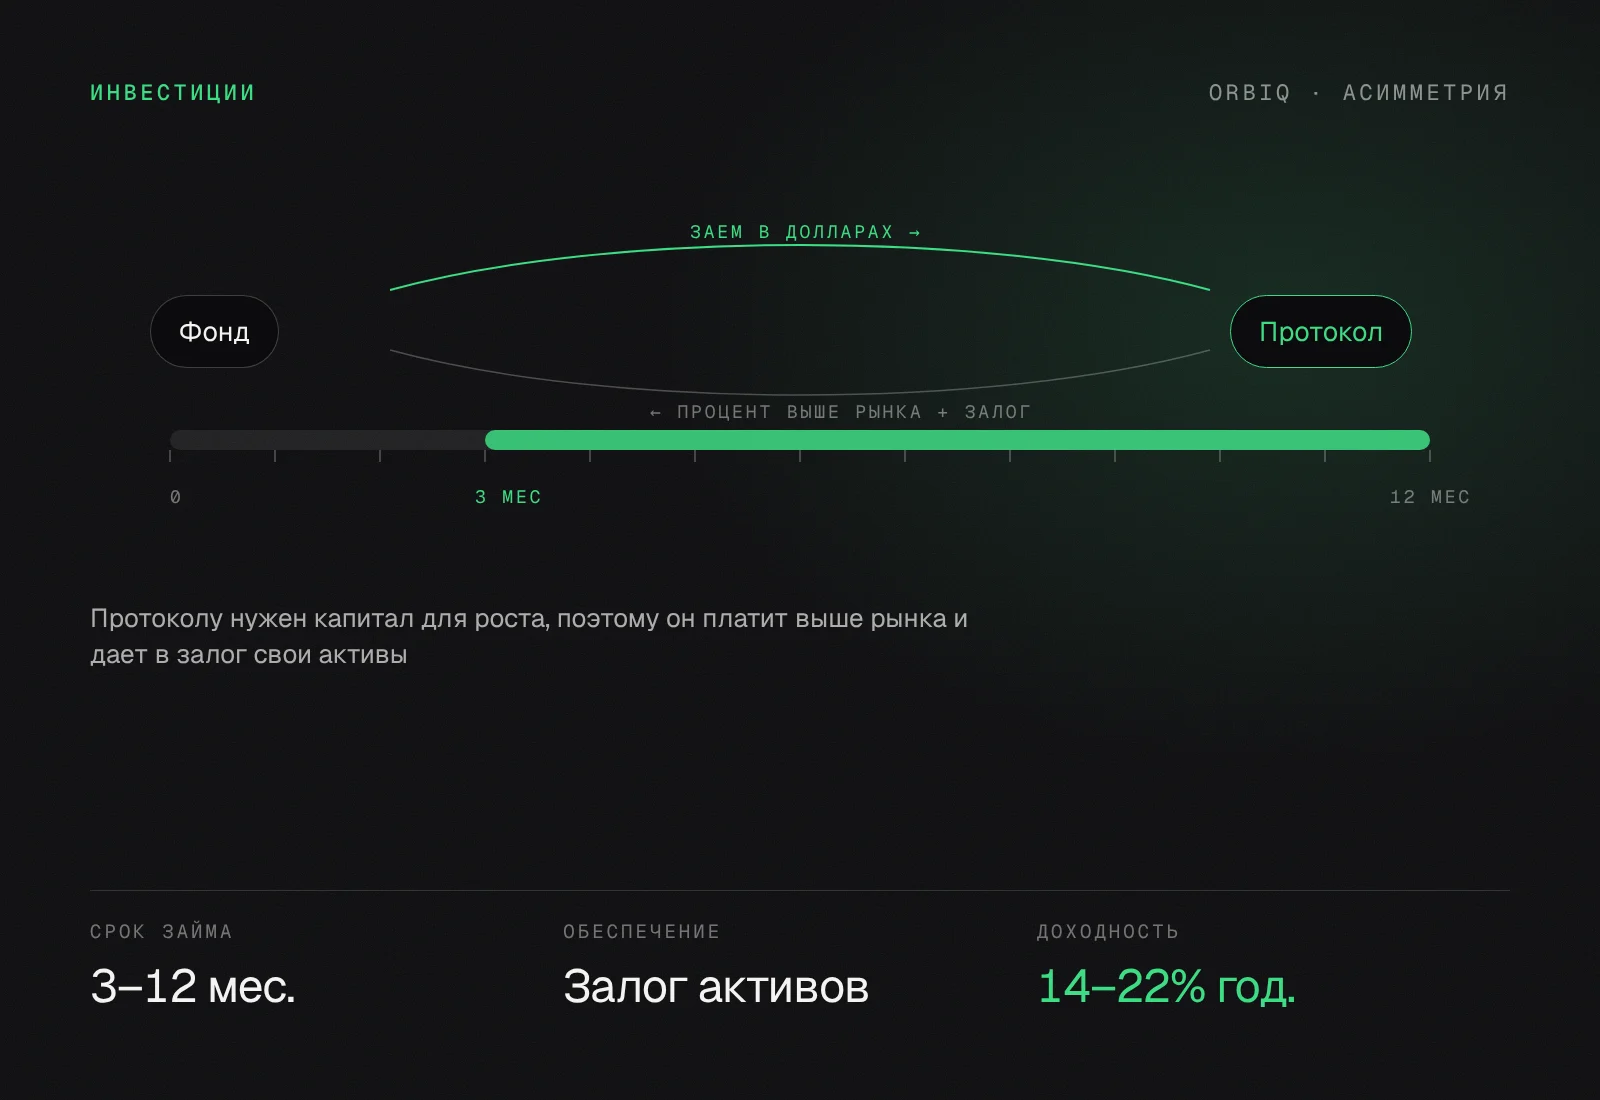 ИНВЕСТИЦИИ
ORBIQ · АСИММЕТРИЯ
ЗАЕМ В ДОЛЛАРАХ →
Фонд
Протокол
← ПРОЦЕНТ ВЫШЕ РЫНКА + ЗАЛОГ
0
3 МЕС
12 МЕС
Протоколу нужен капитал для роста, поэтому он платит выше рынка и
дает в залог свои активы
СРОК ЗАЙМА
ОБЕСПЕЧЕНИЕ
ДОХОДНОСТЬ
3–12 мес.
Залог активов
14–22% год.